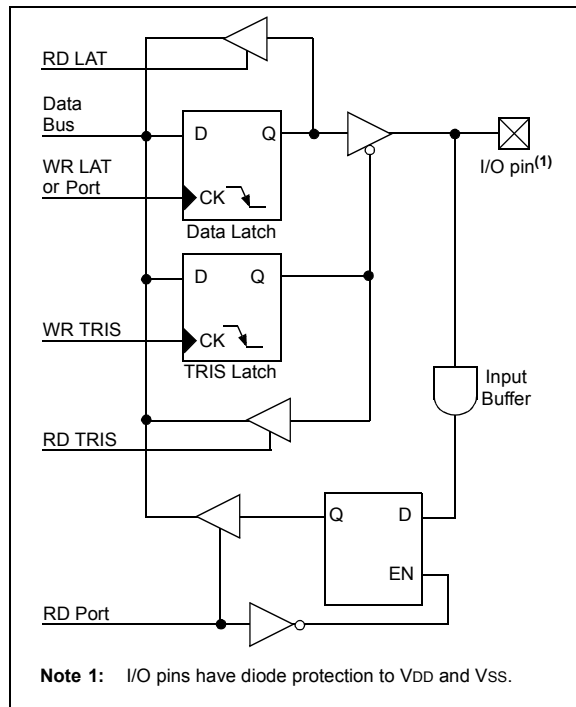 RD LAT
Data
Bus
D Q
I/O pin(1)
WR LAT
or Port
CK
Data Latch
D Q
WR TRIS
CK
TRIS Latch
Input
Buffer
RD TRIS
Q D
EN
RD Port
Note 1: I/O pins have diode protection to VDD and VSS.